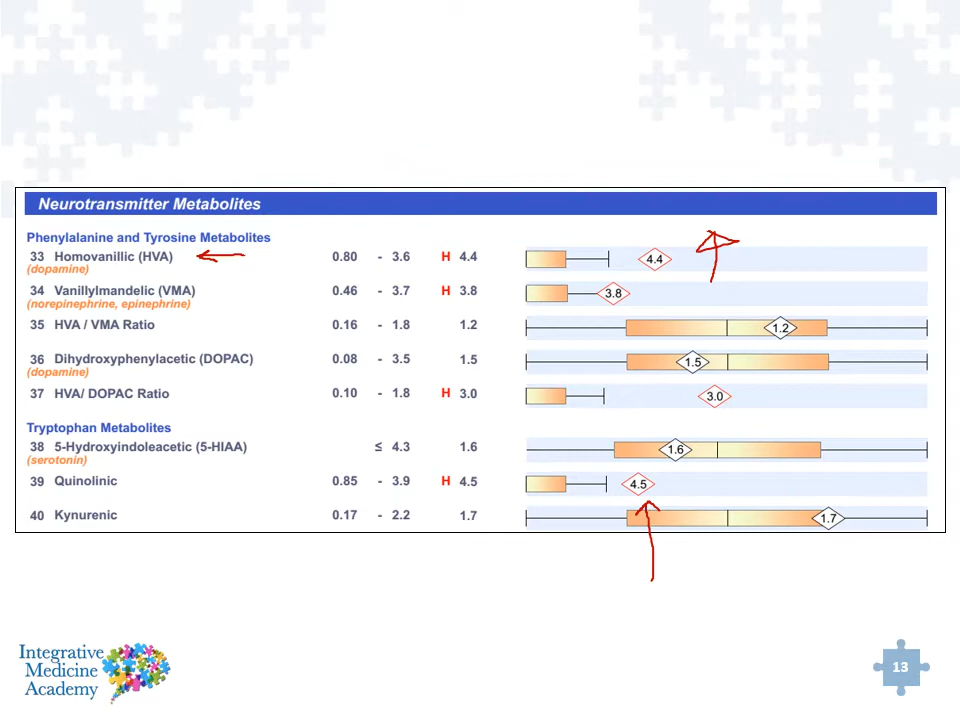 Neurotransmitter Metabolites
Phenylalanine and Tyrosine Metabolites
33 Homovanillic (HVA) 0.80 - 3.6 H 4.4 4.4
(dopamine)
34 Vanillylmandelic (VMA) 0.46 - 3.7 H 3.8 3.8
(norepinephrine, epinephrine)
35 HVA / VMA Ratio 0.16 - 1.8 1.2 1.2
36 Dihydroxyphenylacetic (DOPAC) 0.08 - 3.5 1.5 1.5
(dopamine)
37 HVA/ DOPAC Ratio 0.10 - 1.8 H 3.0 3.0
Tryptophan Metabolites
38 5-Hydroxyindoleacetic (5-HIAA) ≤ 4.3 1.6 1.6
(serotonin)
39 Quinolinic 0.85 - 3.9 H 4.5 4.5
40 Kynurenic 0.17 - 2.2 1.7 1.7
Integrative
Medicine
Academy
13